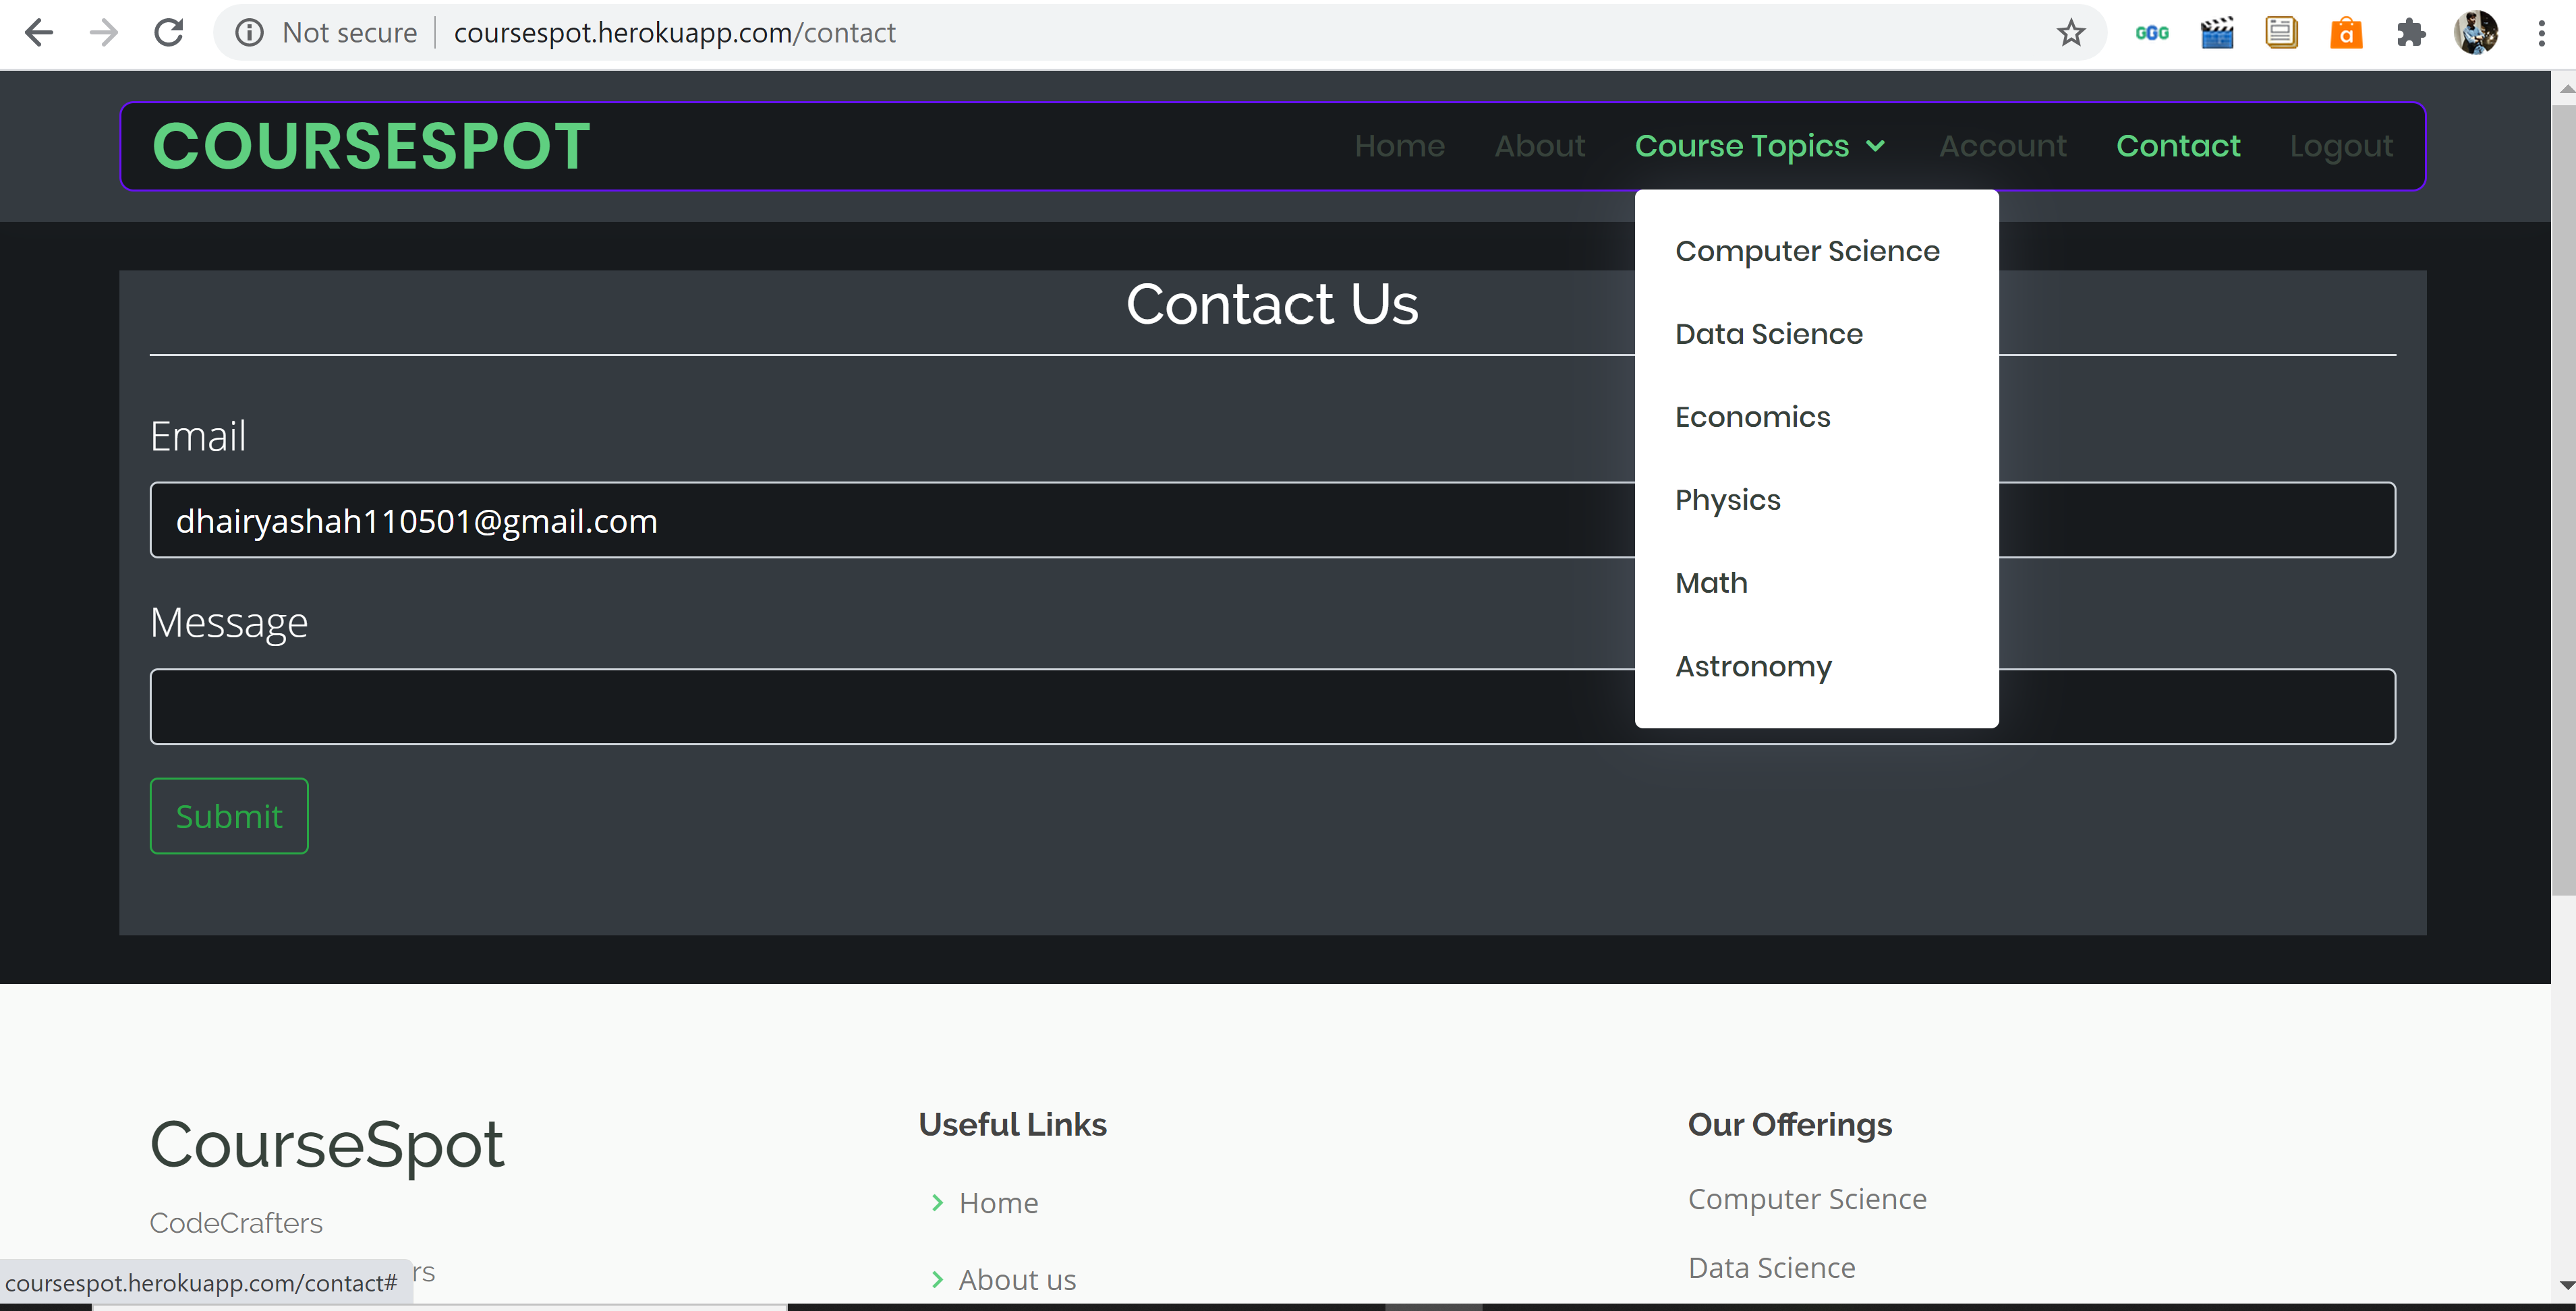 Not secure
coursespot.herokuapp.com/contact
GGG
a
COURSESPOT
Home
About
Course Topics
Account
Contact
Logout
Computer Science
Data Science
Economics
Physics
Math
Astronomy
Contact Us
Email
dhairyashah110501@gmail.com
Message
Submit
CourseSpot
CodeCrafters
rs
Useful Links
Home
About us
Our Offerings
Computer Science
Data Science
coursespot.herokuapp.com/contact#